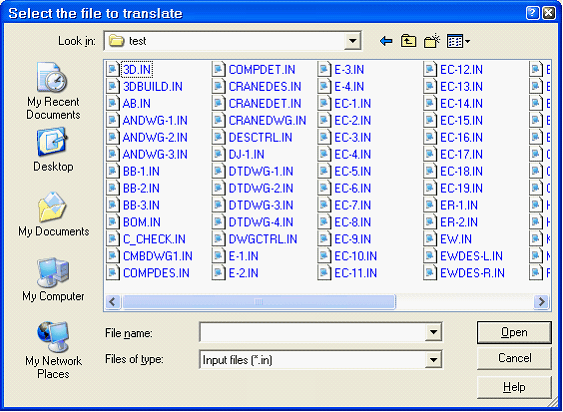 Select the file to translate
Look in: test
My Recent Documents
Desktop
My Documents
My Computer
My Network Places
3D.IN
3DBUILD.IN
AB.IN
ANDWG-1.IN
ANDWG-2.IN
ANDWG-3.IN
BB-1.IN
BB-2.IN
BB-3.IN
BOM.IN
C_CHECK.IN
CMBDWG1.IN
COMPDES.IN
COMPDET.IN
CRANEDES.IN
CRANEDET.IN
CRANEDWG.IN
DESCTRL.IN
DJ-1.IN
DTDWG-1.IN
DTDWG-2.IN
DTDWG-3.IN
DTDWG-4.IN
DWGCTRL.IN
E-1.IN
E-2.IN
E-3.IN
E-4.IN
EC-1.IN
EC-2.IN
EC-3.IN
EC-4.IN
EC-5.IN
EC-6.IN
EC-7.IN
EC-8.IN
EC-9.IN
EC-10.IN
EC-11.IN
EC-12.IN
EC-13.IN
EC-14.IN
EC-15.IN
EC-16.IN
EC-17.IN
EC-18.IN
EC-19.IN
ER-1.IN
ER-2.IN
EW.IN
EWDES-L.IN
EWDES-R.IN
File name:
Open
Files of type: Input files (*.in)
Cancel
Help